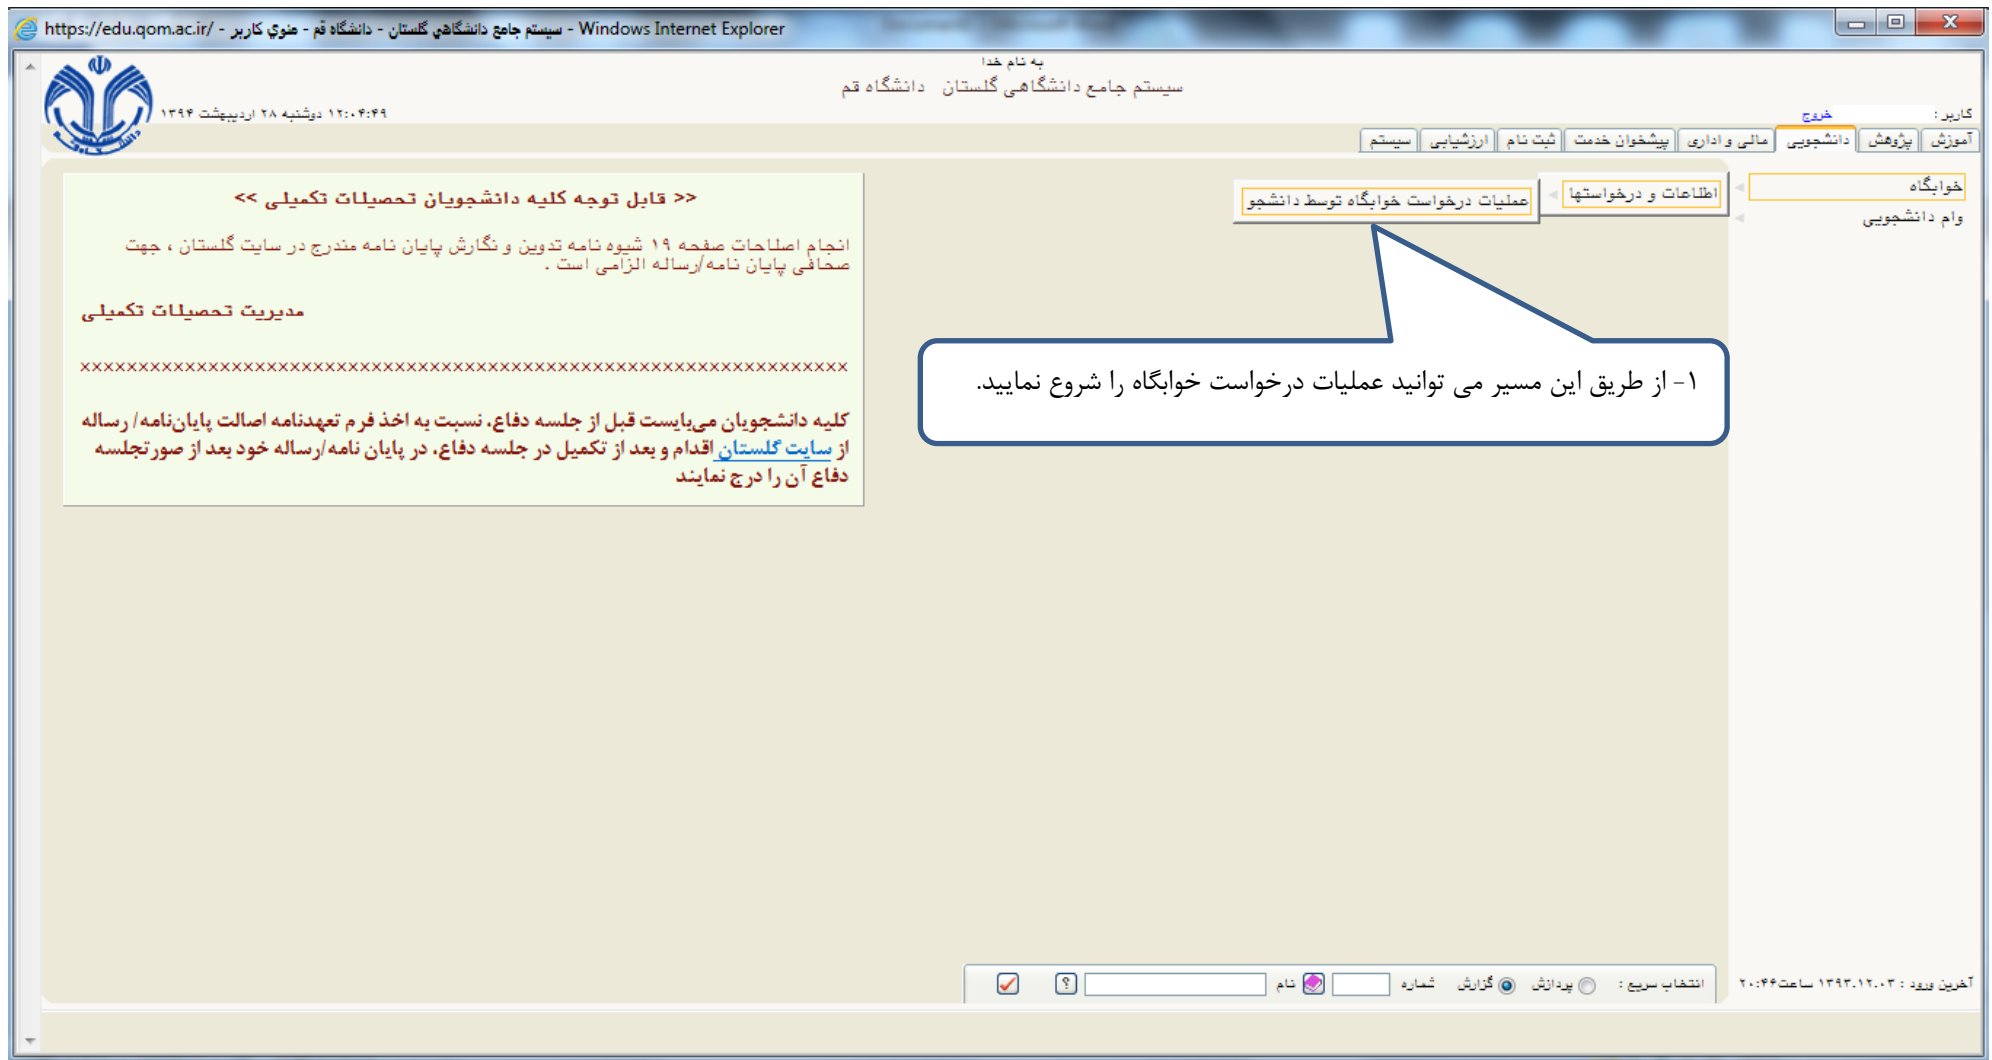 https://edu.qom.ac.ir/ - سیستم جامع دانشگاهي گلستان - دانشگاه قم - منوي کاربر - Windows Internet Explorer
به نام خدا
سیستم جامع دانشگاهی گلستان دانشگاه قم
۱۲:۰۴:۴۹ دوشنبه ۲۸ اردیبهشت ۱۳۹۴
کاربر :
خروج
آموزش
پژوهش
دانشجویی
مالی و اداری
پیشخوان خدمت
ثبت نام
ارزشیابی
سیستم
خوابگاه
وام دانشجویی
اطلاعات و درخواستها
عملیات درخواست خوابگاه توسط دانشجو
۱- از طریق این مسیر می توانید عملیات درخواست خوابگاه را شروع نمایید.
<< قابل توجه کلیه دانشجویان تحصیلات تکمیلی >>
انجام اصلاحات صفحه ۱۹ شیوه نامه تدوین و نگارش پایان نامه مندرج در سایت گلستان ، جهت
صحافی پایان نامه/رساله الزامی است .
مدیریت تحصیلات تکمیلی
××××××××××××××××××××××××××××××××××××××××××××××××××××××××××××××××××
کلیه دانشجویان می‌بایست قبل از جلسه دفاع، نسبت به اخذ فرم تعهدنامه اصالت پایان‌نامه/ رساله
از سایت گلستان اقدام و بعد از تکمیل در جلسه دفاع، در پایان نامه/رساله خود بعد از صورتجلسه
دفاع آن را درج نمایند
آخرین ورود : ۱۳۹۳.۱۲.۰۳ ساعت۲۰:۴۶
انتخاب سریع : پردازش گزارش شماره نام ؟